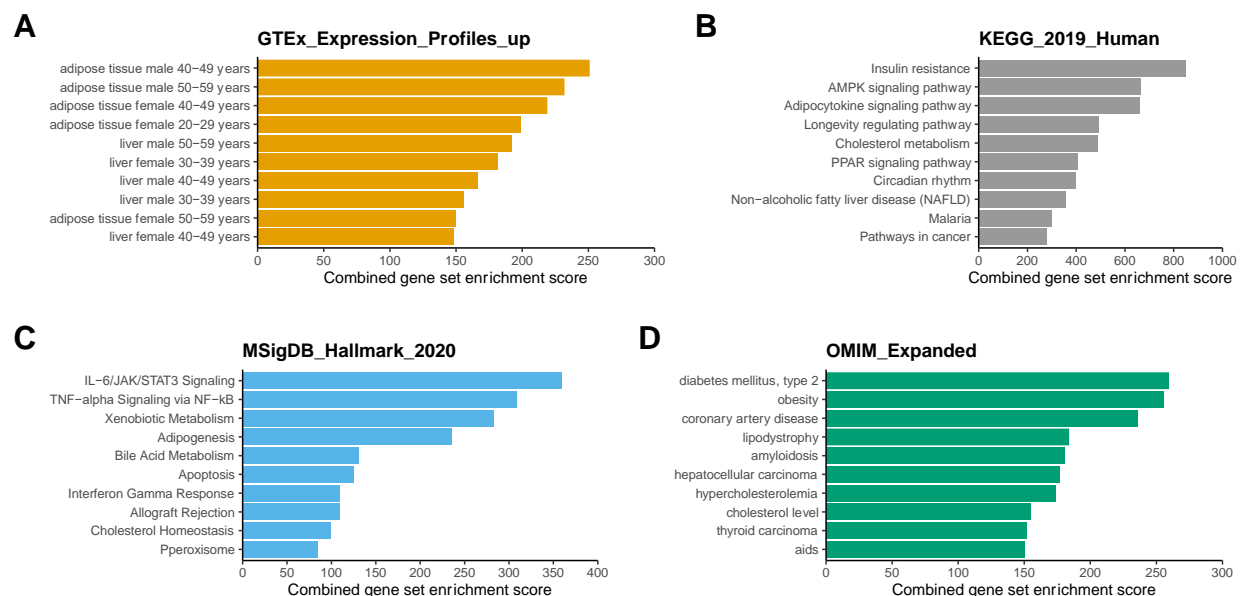 A
GTEx_Expression_Profiles_up
adipose tissue male 40−49 years
adipose tissue male 50−59 years
adipose tissue female 40−49 years
adipose tissue female 20−29 years
liver male 50−59 years
liver female 30−39 years
liver male 40−49 years
liver male 30−39 years
adipose tissue female 50−59 years
liver female 40−49 years
0 50 100 150 200 250 300
Combined gene set enrichment score
B
KEGG_2019_Human
Insulin resistance
AMPK signaling pathway
Adipocytokine signaling pathway
Longevity regulating pathway
Cholesterol metabolism
PPAR signaling pathway
Circadian rhythm
Non−alcoholic fatty liver disease (NAFLD)
Malaria
Pathways in cancer
0 200 400 600 800 1000
Combined gene set enrichment score
C
MSigDB_Hallmark_2020
IL−6/JAK/STAT3 Signaling
TNF−alpha Signaling via NF−kB
Xenobiotic Metabolism
Adipogenesis
Bile Acid Metabolism
Apoptosis
Interferon Gamma Response
Allograft Rejection
Cholesterol Homeostasis
Pperoxisome
0 50 100 150 200 250 300 350 400
Combined gene set enrichment score
D
OMIM_Expanded
diabetes mellitus, type 2
obesity
coronary artery disease
lipodystrophy
amyloidosis
hepatocellular carcinoma
hypercholesterolemia
cholesterol level
thyroid carcinoma
aids
0 50 100 150 200 250 300
Combined gene set enrichment score